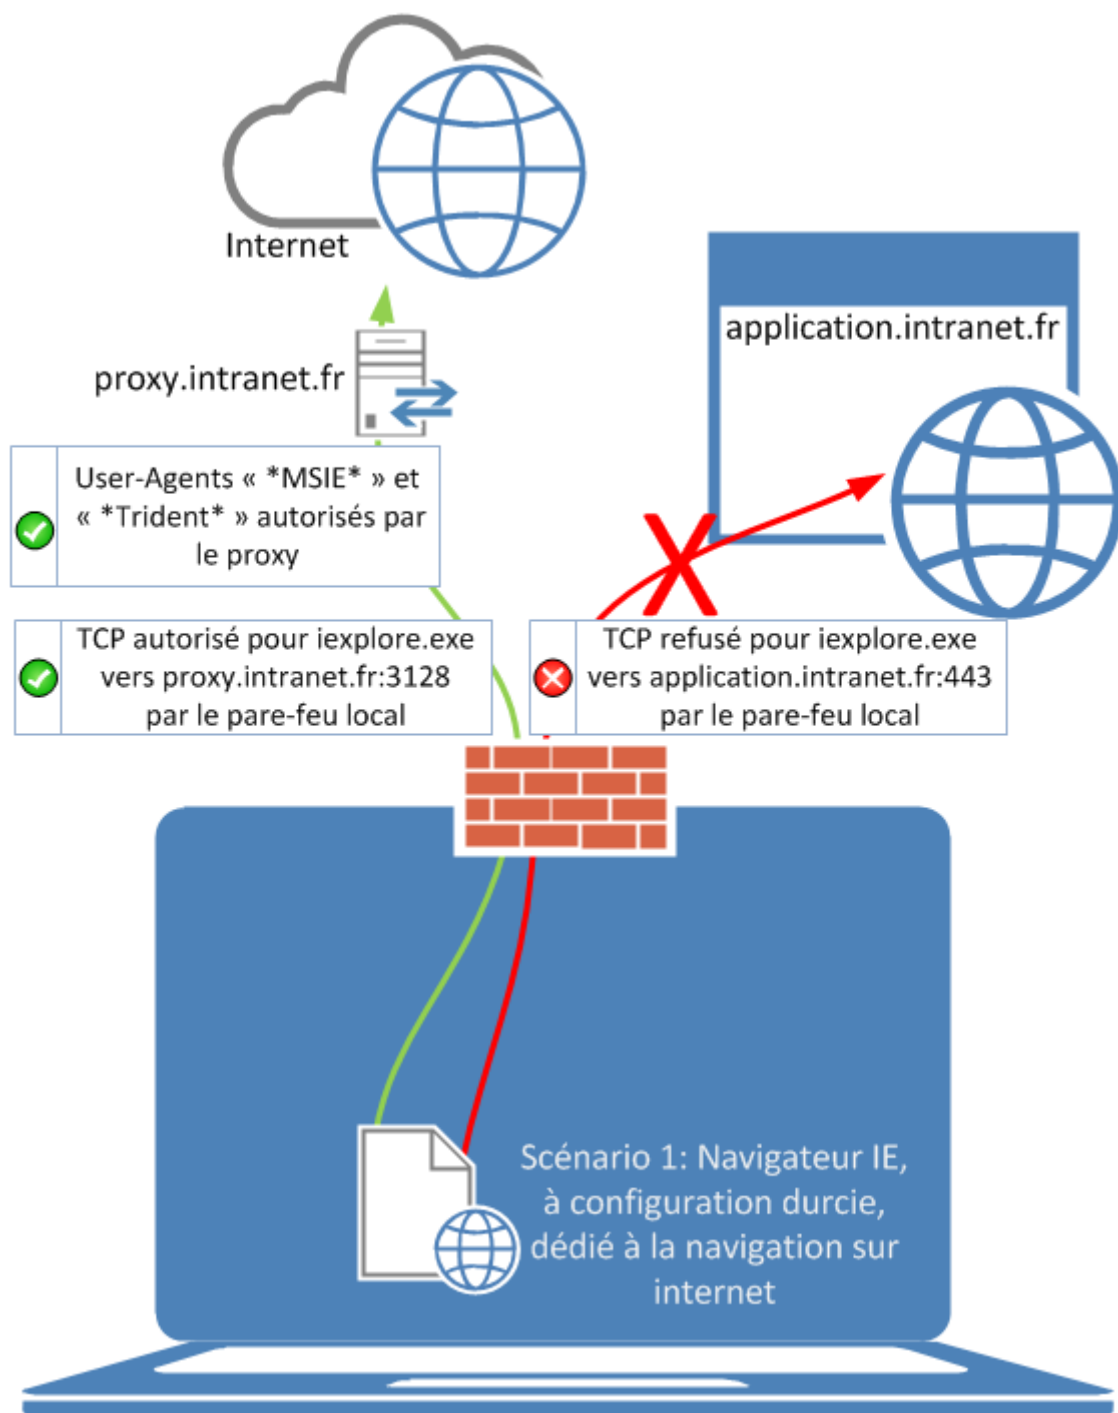 Internet
application.intranet.fr
proxy.intranet.fr
User-Agents « *MSIE* » et
« *Trident* » autorisés par
le proxy
TCP autorisé pour iexplore.exe
vers proxy.intranet.fr:3128
par le pare-feu local
TCP refusé pour iexplore.exe
vers application.intranet.fr:443
par le pare-feu local
Scénario 1: Navigateur IE,
à configuration durcie,
dédié à la navigation sur
internet